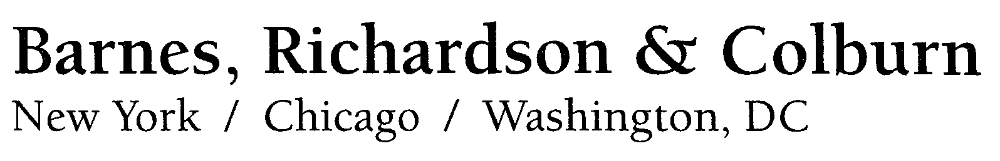 Barnes, Richardson & Colburn
New York / Chicago / Washington, DC